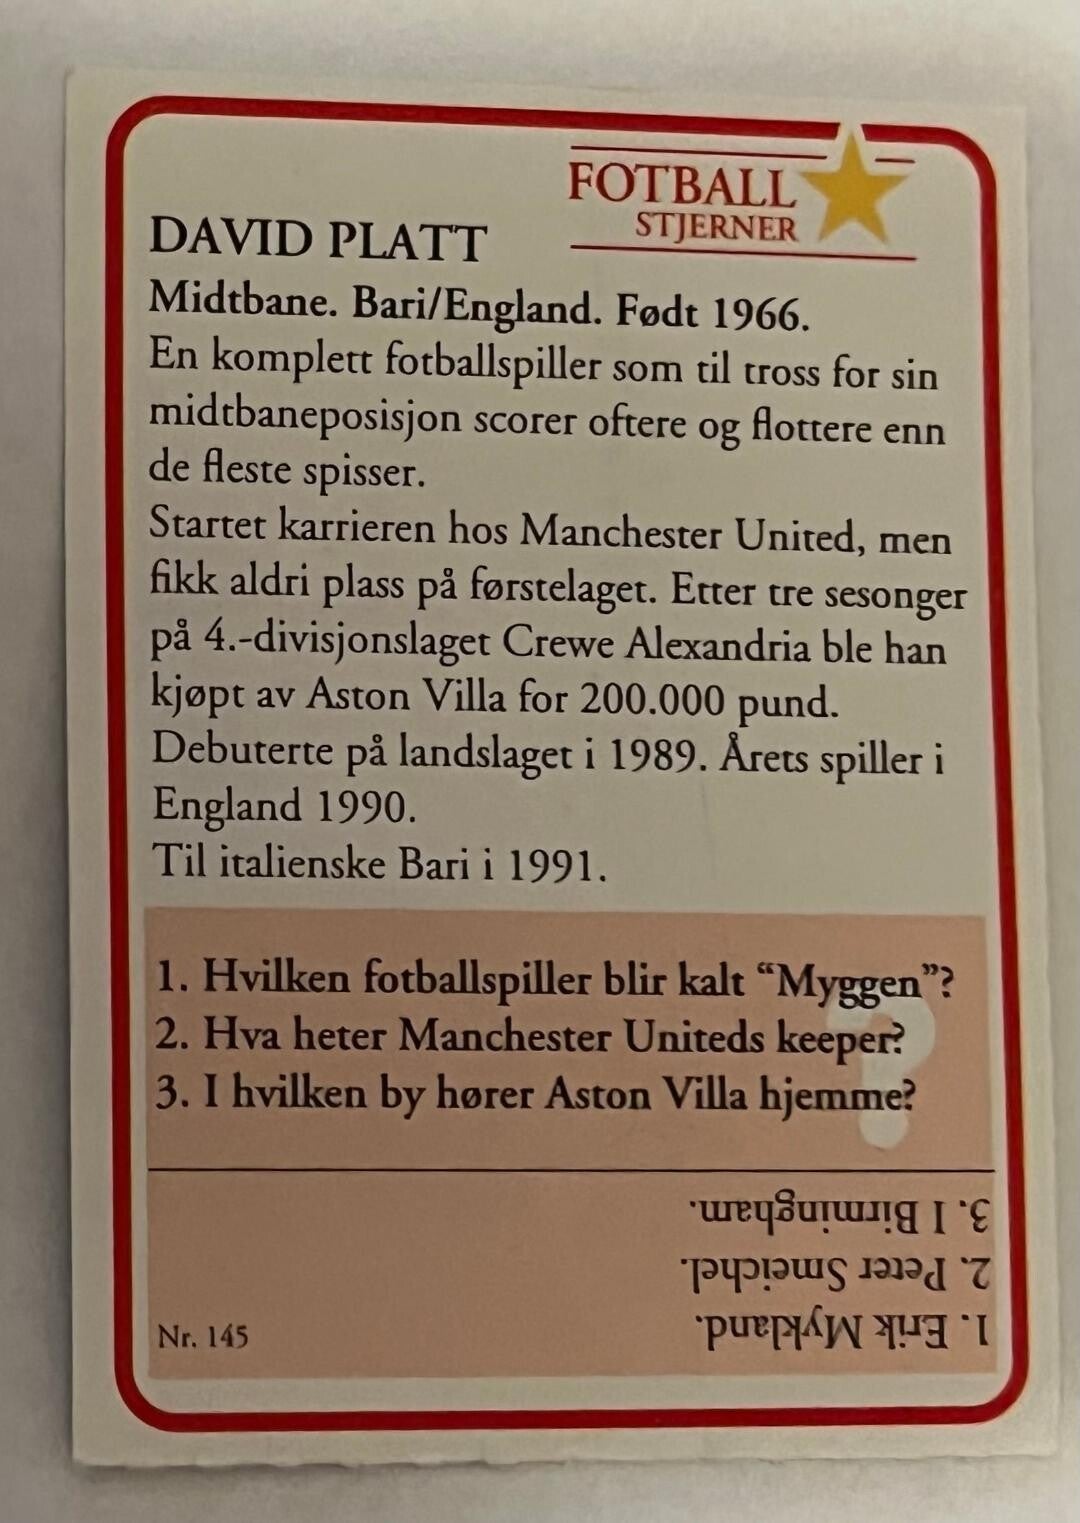 FOTBALL
STJERNER
DAVID PLATT
Midtbane. Bari/England. Født 1966.
En komplett fotballspiller som til tross for sin
midtbaneposisjon scorer oftere og flottere enn
de fleste spisser.
Startet karrieren hos Manchester United, men
fikk aldri plass på førstelaget. Etter tre sesonger
på 4.-divisjonslaget Crewe Alexandria ble han
kjøpt av Aston Villa for 200.000 pund.
Debuterte på landslaget i 1989. Årets spiller i
England 1990.
Til italienske Bari i 1991.
1. Hvilken fotballspiller blir kalt “Myggen”?
2. Hva heter Manchester Uniteds keeper?
3. I hvilken by hører Aston Villa hjemme?
?
1. Erik Mykland.
2. Peter Smeichel.
3. I Birmingham.
Nr. 145